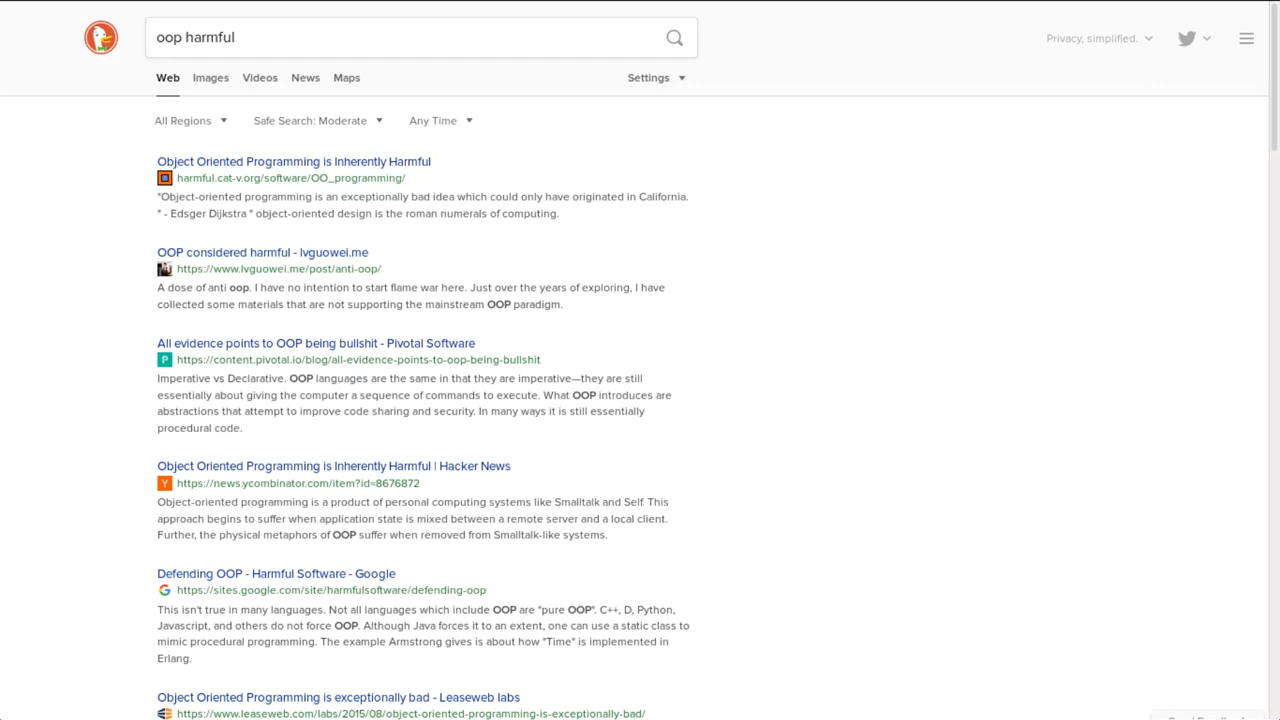 oop harmful
Privacy, simplified.
Web Images Videos News Maps
Settings
All Regions Safe Search: Moderate Any Time
Object Oriented Programming is Inherently Harmful
harmful.cat-v.org/software/OO_programming/
"Object-oriented programming is an exceptionally bad idea which could only have originated in California.
" - Edsger Dijkstra " object-oriented design is the roman numerals of computing.
OOP considered harmful - lvguowei.me
https://www.lvguowei.me/post/anti-oop/
A dose of anti oop. I have no intention to start flame war here. Just over the years of exploring, I have
collected some materials that are not supporting the mainstream OOP paradigm.
All evidence points to OOP being bullshit - Pivotal Software
P https://content.pivotal.io/blog/all-evidence-points-to-oop-being-bullshit
Imperative vs Declarative. OOP languages are the same in that they are imperative—they are still
essentially about giving the computer a sequence of commands to execute. What OOP introduces are
abstractions that attempt to improve code sharing and security. In many ways it is still essentially
procedural code.
Object Oriented Programming is Inherently Harmful | Hacker News
Y https://news.ycombinator.com/item?id=8676872
Object-oriented programming is a product of personal computing systems like Smalltalk and Self. This
approach begins to suffer when application state is mixed between a remote server and a local client.
Further, the physical metaphors of OOP suffer when removed from Smalltalk-like systems.
Defending OOP - Harmful Software - Google
G https://sites.google.com/site/harmfulsoftware/defending-oop
This isn't true in many languages. Not all languages which include OOP are "pure OOP". C++, D, Python,
Javascript, and others do not force OOP. Although Java forces it to an extent, one can use a static class to
mimic procedural programming. The example Armstrong gives is about how "Time" is implemented in
Erlang.
Object Oriented Programming is exceptionally bad - Leaseweb labs
https://www.leaseweb.com/labs/2015/08/object-oriented-programming-is-exceptionally-bad/